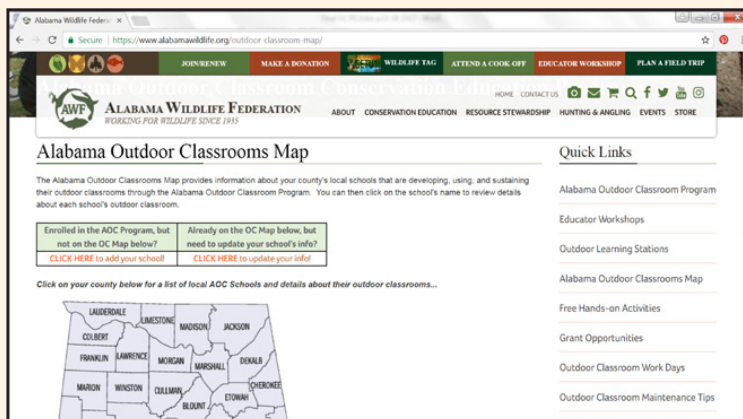 Alabama Wildlife Federat ×
Secure | https://www.alabamawildlife.org/outdoor-classroom-map/
JOIN/RENEW MAKE A DONATION WILDLIFE TAG ATTEND A COOK OFF EDUCATOR WORKSHOP PLAN A FIELD TRIP
Alabama Outdoor Classroom Conservation Education
HOME CONTACT US
AWF ALABAMA WILDLIFE FEDERATION
WORKING FOR WILDLIFE SINCE 1935
ABOUT CONSERVATION EDUCATION RESOURCE STEWARDSHIP HUNTING & ANGLING EVENTS STORE
Alabama Outdoor Classrooms Map
The Alabama Outdoor Classrooms Map provides information about your county's local schools that are developing, using, and sustaining
their outdoor classrooms through the Alabama Outdoor Classroom Program. You can then click on the school's name to review details
about each school's outdoor classroom.
Enrolled in the AOC Program, but
not on the OC Map below?
CLICK HERE to add your school!
Already on the OC Map below, but
need to update your school's info?
CLICK HERE to update your info!
Click on your county below for a list of local AOC Schools and details about their outdoor classrooms...
LAUDERDALE
LIMESTONE
MADISON
JACKSON
COLBERT
FRANKLIN
LAWRENCE
MORGAN
MARSHALL
DEKALB
MARION
WINSTON
CULLMAN
BLOUNT
ETOWAH
CHEROKEE
Quick Links
Alabama Outdoor Classroom Program
Educator Workshops
Outdoor Learning Stations
Alabama Outdoor Classrooms Map
Free Hands-on Activities
Grant Opportunities
Outdoor Classroom Work Days
Outdoor Classroom Maintenance Tips